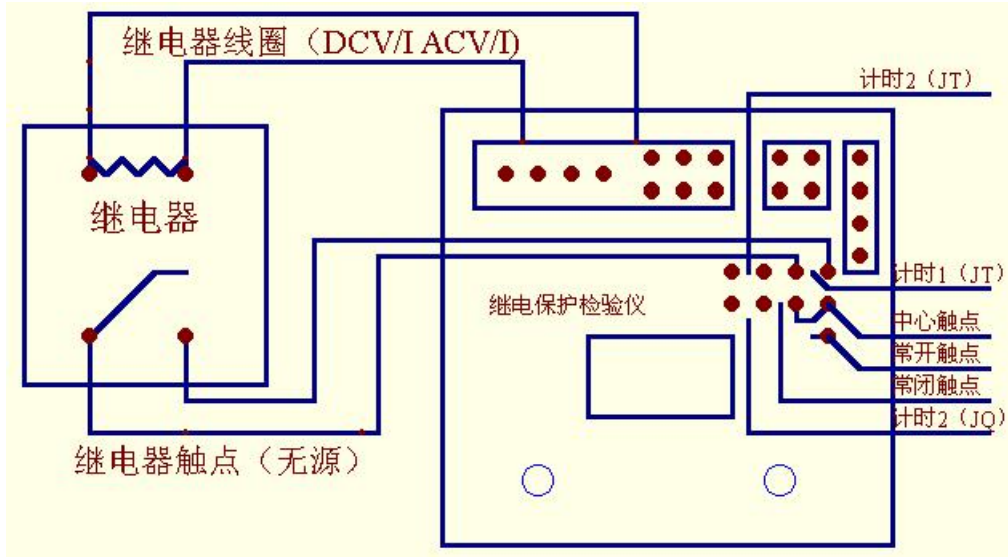 继电器线圈（DCV/I ACV/I)
计时2（JT）
继电器
计时1（JT）
继电保护检验仪
中心触点
常开触点
常闭触点
计时2（JQ）
继电器触点（无源）